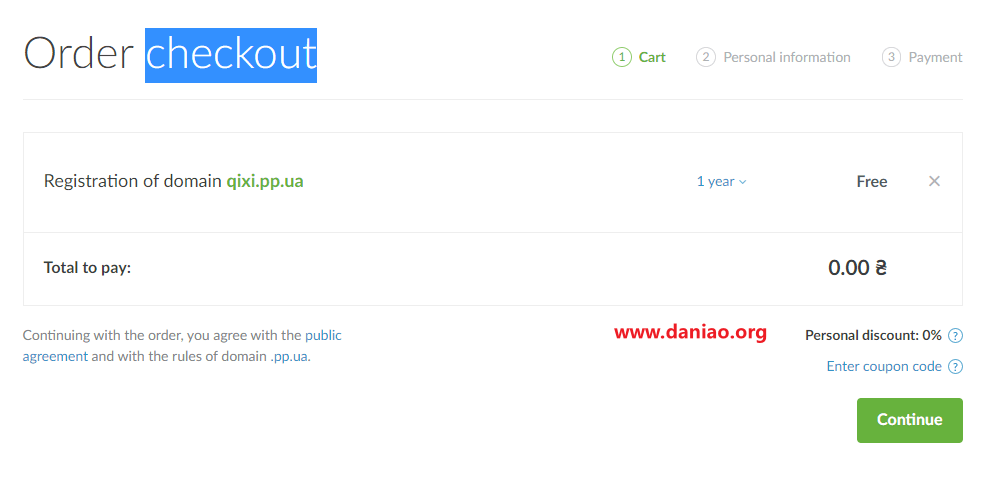 Order checkout
1 Cart 2 Personal information 3 Payment
Registration of domain qixi.pp.ua 1 year Free ×
Total to pay: 0.00 ₴
Continuing with the order, you agree with the public
agreement and with the rules of domain .pp.ua.
www.daniao.org
Personal discount: 0% ?
Enter coupon code ?
Continue